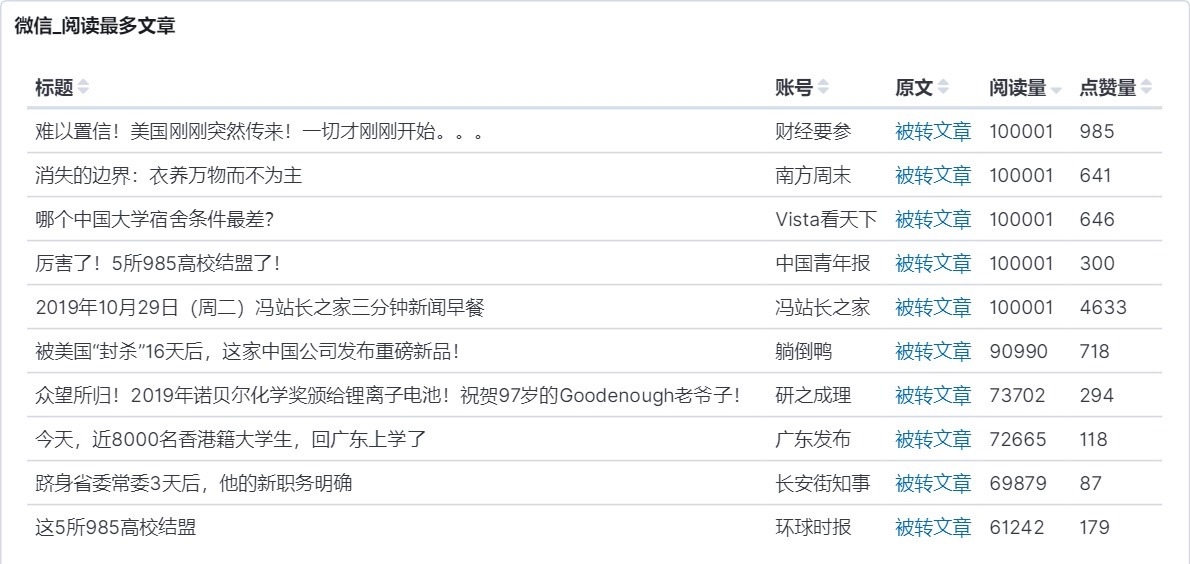 微信_阅读最多文章
标题 账号 原文 阅读量 点赞量
难以置信！美国刚刚突然传来！一切才刚刚开始。。。 财经要参 被转文章 100001 985
消失的边界：衣养万物而不为主 南方周末 被转文章 100001 641
哪个中国大学宿舍条件最差？ Vista看天下 被转文章 100001 646
厉害了！5所985高校结盟了！ 中国青年报 被转文章 100001 300
2019年10月29日（周二）冯站长之家三分钟新闻早餐 冯站长之家 被转文章 100001 4633
被美国“封杀”16天后，这家中国公司发布重磅新品！ 躺倒鸭 被转文章 90990 718
众望所归！2019年诺贝尔化学奖颁给锂离子电池！祝贺97岁的Goodenough老爷子！ 研之成理 被转文章 73702 294
今天，近8000名香港籍大学生，回广东上学了 广东发布 被转文章 72665 118
跻身省委常委3天后，他的新职务明确 长安街知事 被转文章 69879 87
这5所985高校结盟 环球时报 被转文章 61242 179